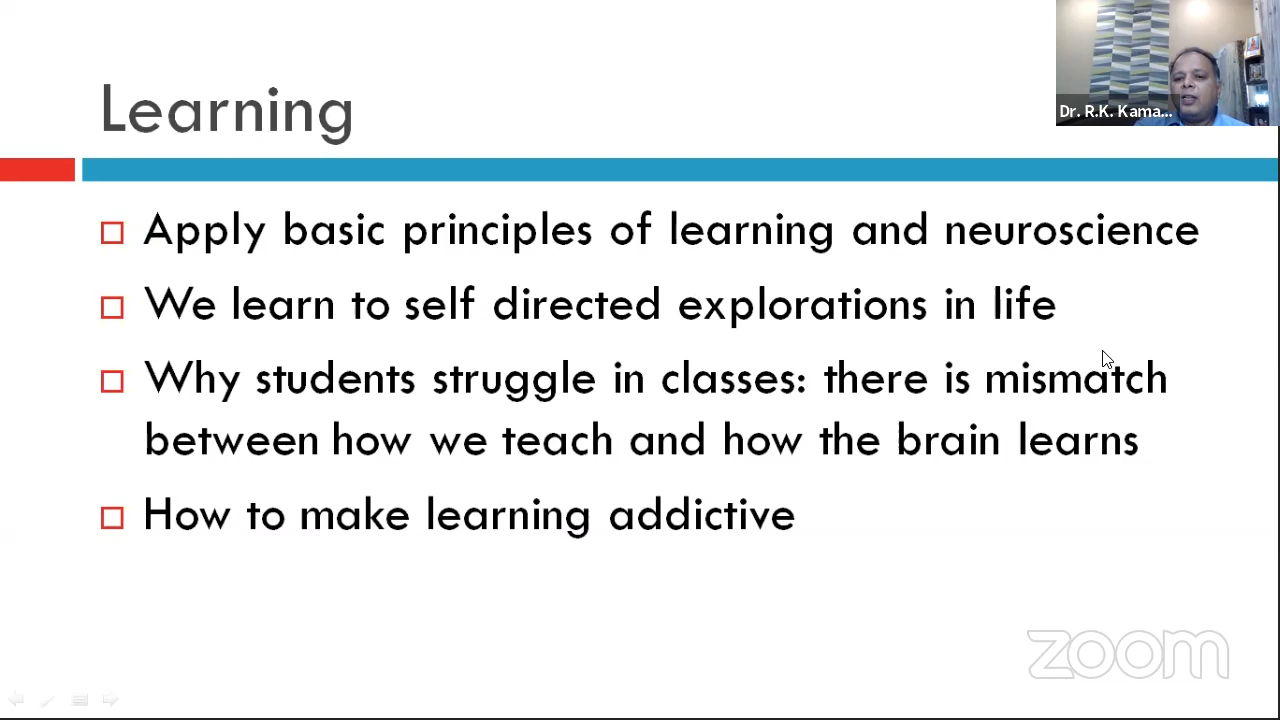 Learning
Dr. R.K. Kama...
Apply basic principles of learning and neuroscience
We learn to self directed explorations in life
Why students struggle in classes: there is mismatch
between how we teach and how the brain learns
How to make learning addictive
zoom